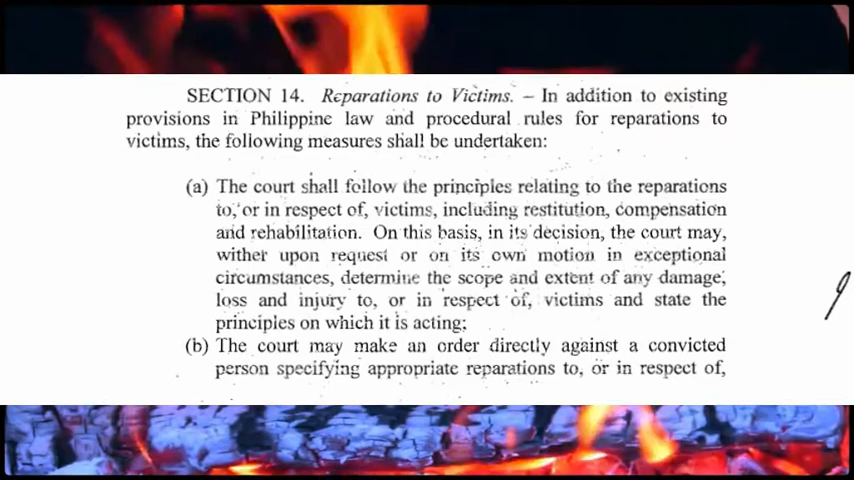 SECTION 14. Reparations to Victims. – In addition to existing
provisions in Philippine law and procedural rules for reparations to
victims, the following measures shall be undertaken:
(a) The court shall follow the principles relating to the reparations
to, or in respect of, victims, including restitution, compensation
and rehabilitation. On this basis, in its decision, the court may,
wither upon request or on its own motion in exceptional
circumstances, determine the scope and extent of any damage,
loss and injury to, or in respect of, victims and state the
principles on which it is acting;
(b) The court may make an order directly against a convicted
person specifying appropriate reparations to, or in respect of,